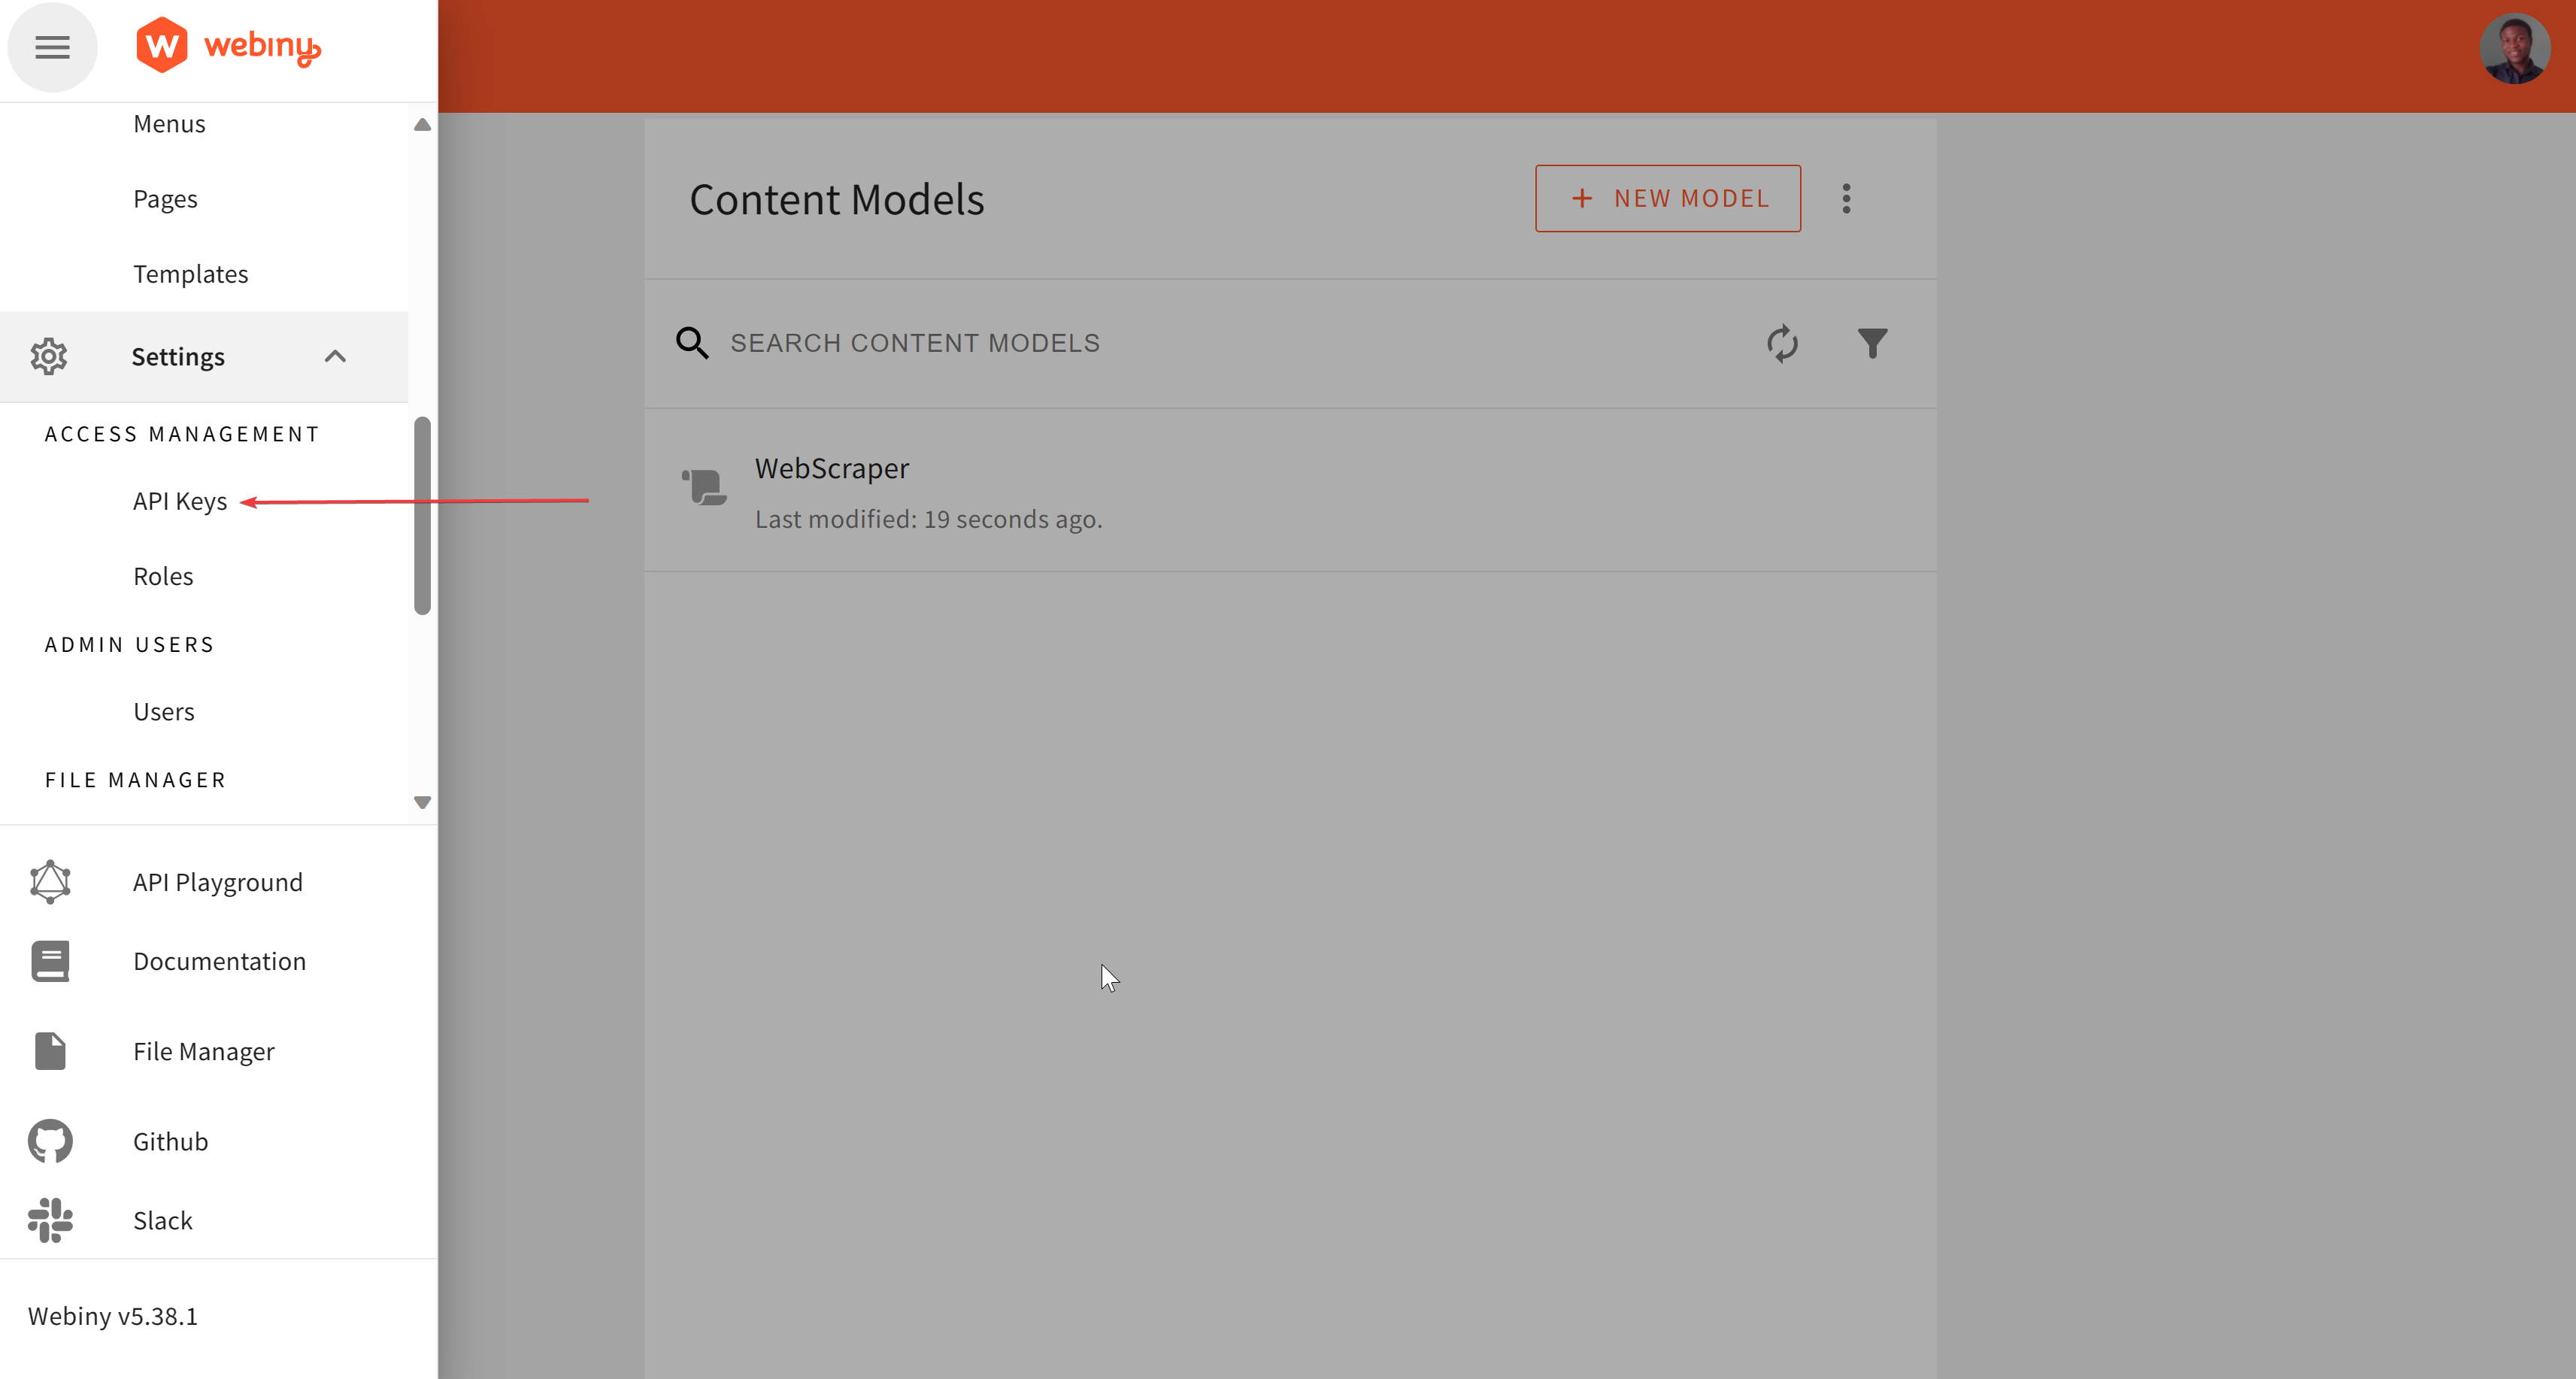 W webiny
Menus
Pages
Templates
Settings
ACCESS MANAGEMENT
API Keys
Roles
ADMIN USERS
Users
FILE MANAGER
API Playground
Documentation
File Manager
Github
Slack
Webiny v5.38.1
Content Models
+ NEW MODEL
SEARCH CONTENT MODELS
WebScraper
Last modified: 19 seconds ago.